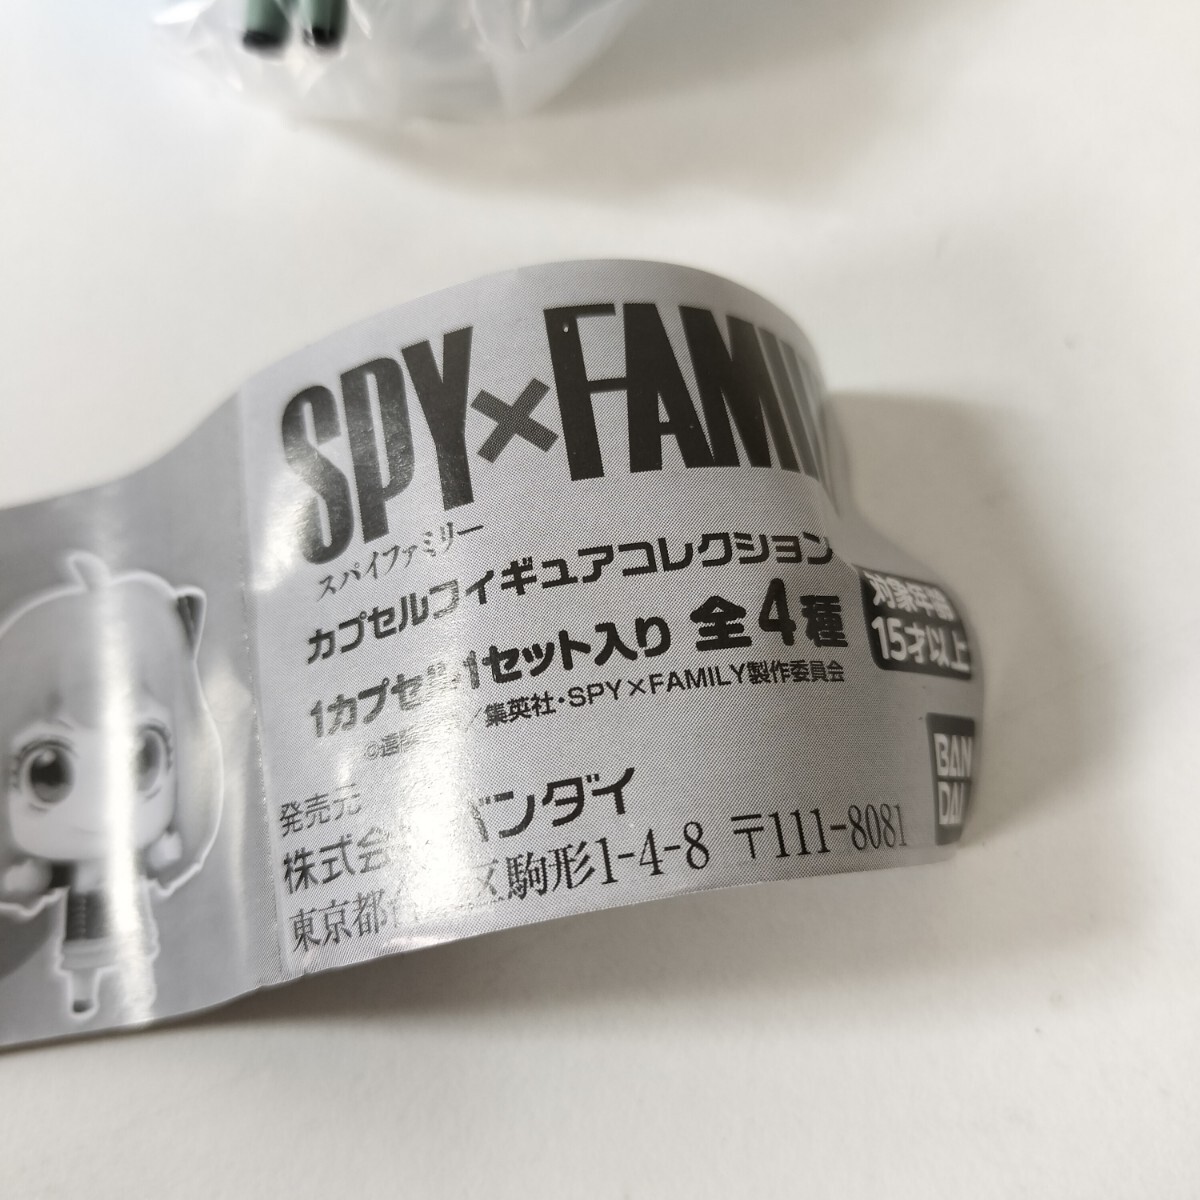 SPY×FAMILY
スパイファミリー
カプセルフィギュアコレクション
1カプセル1セット入り 全4種
/集英社・SPY×FAMILY製作委員会
対象年齢
15才以上
発売元
株式会 バンダイ
東京都 区駒形1-4-8 〒111-8081
BAN
DAI